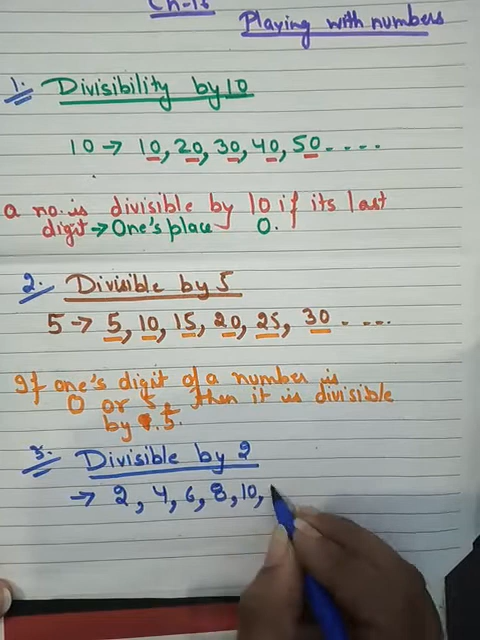 Ch-16
Playing with numbers
1. Divisibility by 10
10 → 10, 20, 30, 40, 50 ....
a no. is divisible by 10 if its last
digit → One's place 0.
2. Divisible by 5
5 → 5, 10, 15, 20, 25, 30 ....
If one's digit of a number is
0 or 5, then it is divisible
by 5.
3. Divisible by 2
→ 2, 4, 6, 8, 10,